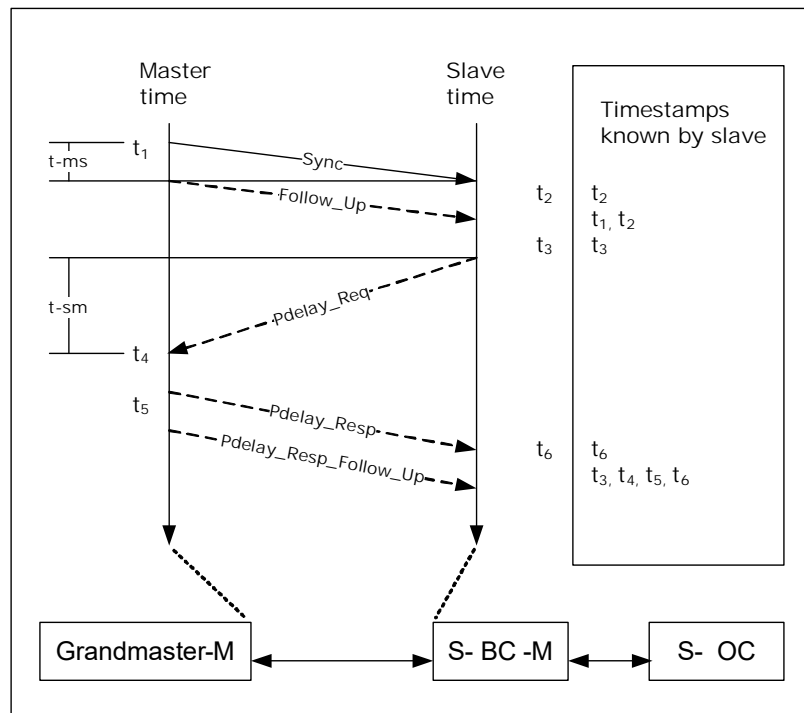 Master time
Slave time
Timestamps known by slave
t₁
t-ms
Sync
Follow_Up
t₂
t₂
t₁, t₂
t₃
t₃
t-sm
Pdelay_Req
t₄
t₅
Pdelay_Resp
Pdelay_Resp_Follow_Up
t₆
t₆
t₃, t₄, t₅, t₆
Grandmaster-M
S- BC -M
S- OC